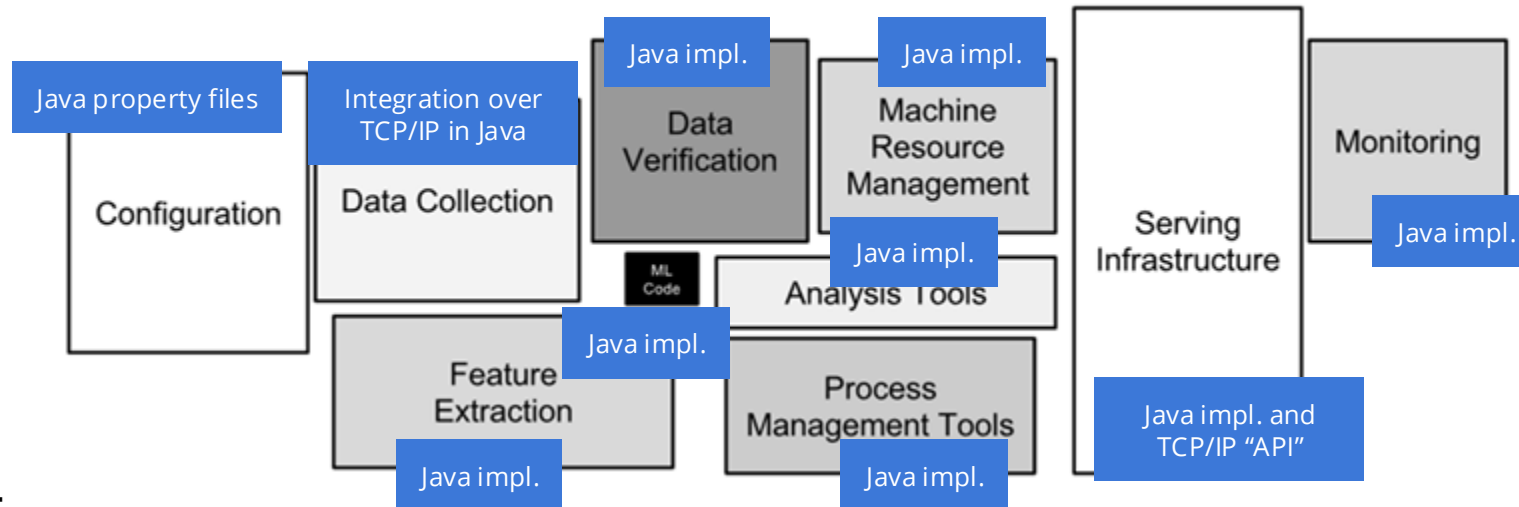 Java property files
Configuration
Integration over
TCP/IP in Java
Data Collection
Java impl.
Data
Verification
Java impl.
Machine
Resource
Management
Java impl.
Analysis Tools
ML
Code
Java impl.
Feature
Extraction
Java impl.
Process
Management Tools
Java impl.
Serving
Infrastructure
Java impl. and
TCP/IP “API”
Monitoring
Java impl.